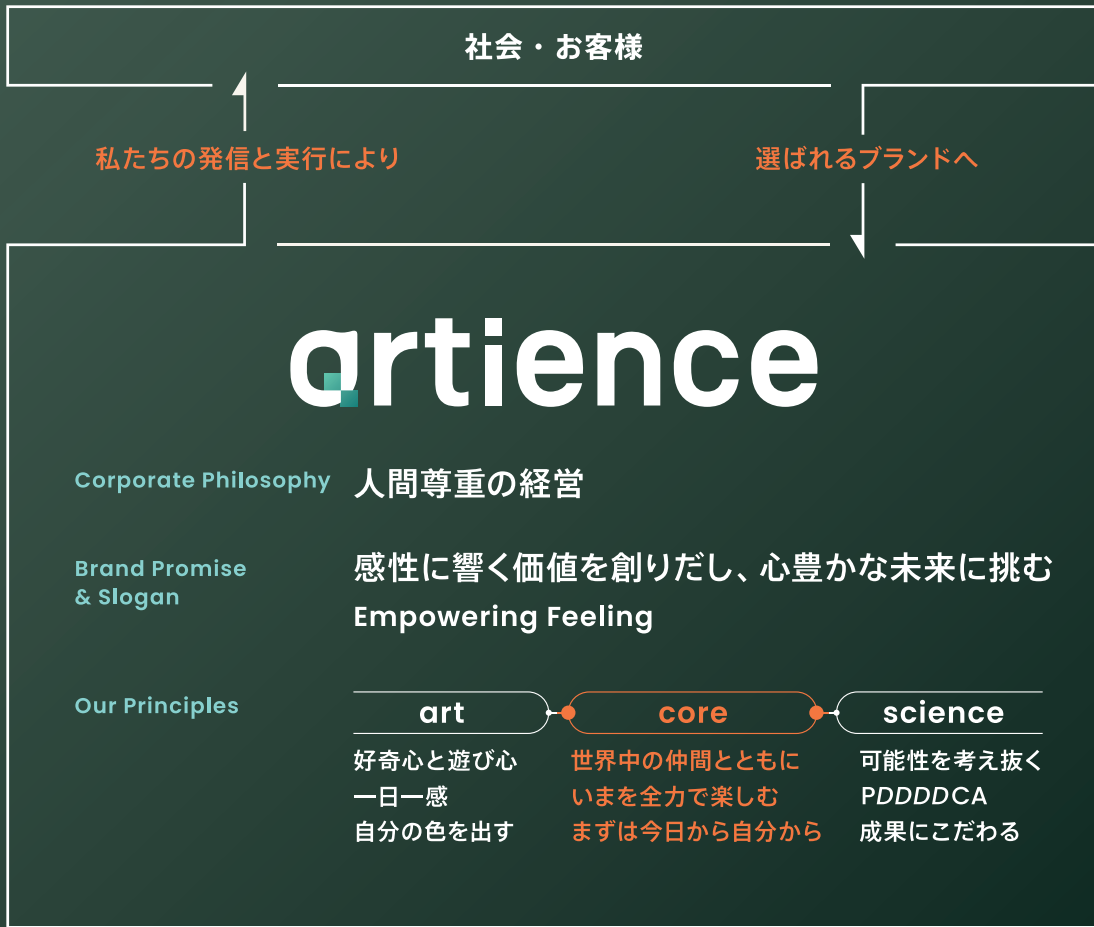 社会・お客様
私たちの発信と実行により
選ばれるブランドへ
artience
Corporate Philosophy
人間尊重の経営
Brand Promise
& Slogan
感性に響く価値を創りだし、心豊かな未来に挑む
Empowering Feeling
Our Principles
art
好奇心と遊び心
一日一感
自分の色を出す
core
世界中の仲間とともに
いまを全力で楽しむ
まずは今日から自分から
science
可能性を考え抜く
PDDDDCA
成果にこだわる